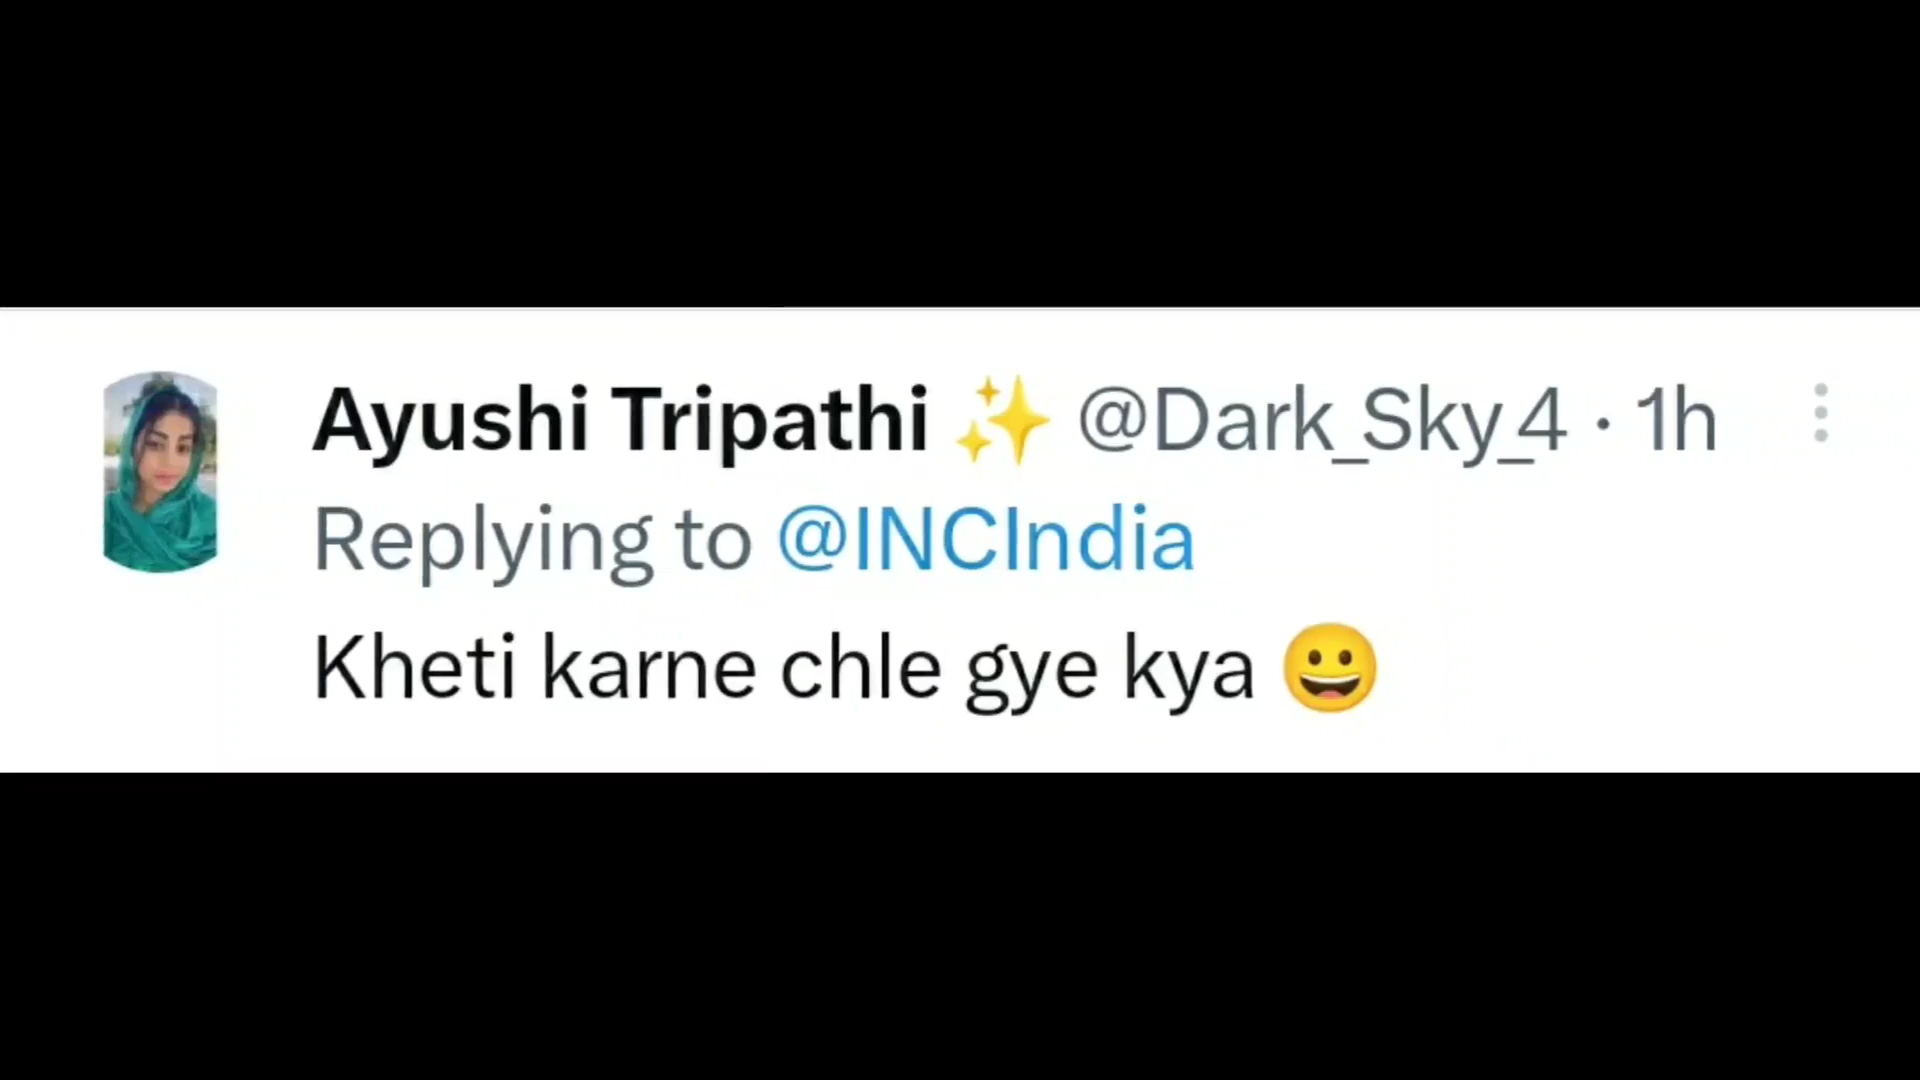 Ayushi Tripathi ✨ @Dark_Sky_4 · 1h
Replying to @INCIndia
Kheti karne chle gye kya 😀